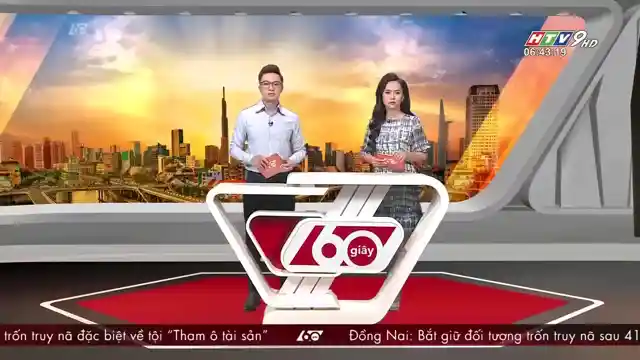 HTV9 HD
06:43:19
60 giây
trốn truy nã đặc biệt về tội "Tham ô tài sản" 60 Đồng Nai: Bắt giữ đối tượng trốn truy nã sau 41